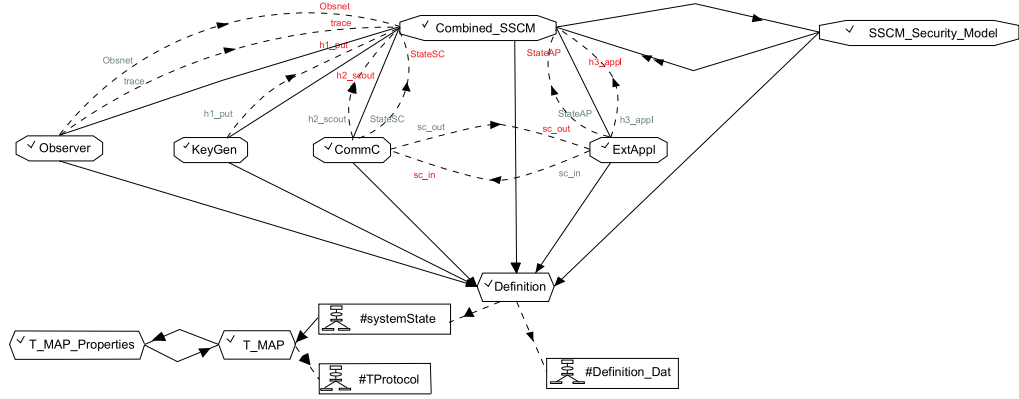 Obsnet
trace
Combined_SSCM
SSCM_Security_Model
h1_put
StateSC
StateAP
Obsnet
h3_appl
h2_scout
trace
h1_put
h2_scout
StateSC
StateAP
h3_appl
sc_out
sc_out
Observer
KeyGen
CommC
ExtAppl
sc_in
sc_in
Definition
#systemState
T_MAP_Properties
T_MAP
#TProtocol
#Definition_Dat